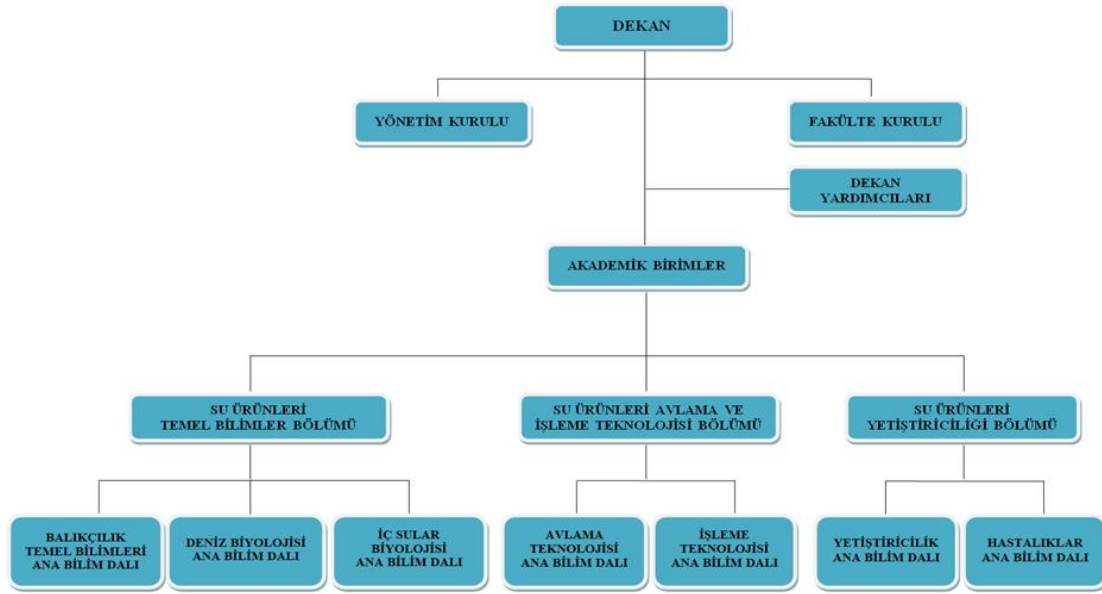 DEKAN
YÖNETİM KURULU
FAKÜLTE KURULU
DEKAN
YARDIMCILARI
AKADEMİK BİRİMLER
SU ÜRÜNLERİ
TEMEL BİLİMLER BÖLÜMÜ
SU ÜRÜNLERİ AVLAMA VE
İŞLEME TEKNOLOJİSİ BÖLÜMÜ
SU ÜRÜNLERİ
YETİŞTİRİCİLİĞİ BÖLÜMÜ
BALIKÇILIK
TEMEL BİLİMLERİ
ANA BİLİM DALI
DENİZ BİYOLOJİSİ
ANA BİLİM DALI
İÇ SULAR
BİYOLOJİSİ
ANA BİLİM DALI
AVLAMA
TEKNOLOJİSİ
ANA BİLİM DALI
İŞLEME
TEKNOLOJİSİ
ANA BİLİM DALI
YETİŞTİRİCİLİK
ANA BİLİM DALI
HASTALIKLAR
ANA BİLİM DALI